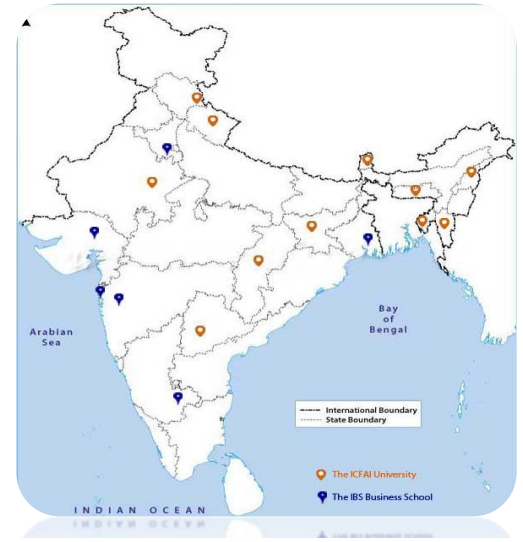 Arabian
Sea
Bay
of
Bengal
International Boundary
State Boundary
The ICFAI University
The IBS Business School
INDIAN OCEAN